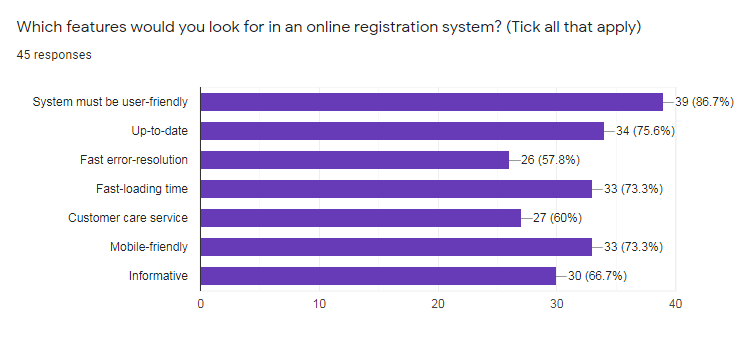 Which features would you look for in an online registration system? (Tick all that apply)
45 responses
System must be user-friendly 39 (86.7%)
Up-to-date 34 (75.6%)
Fast error-resolution 26 (57.8%)
Fast-loading time 33 (73.3%)
Customer care service 27 (60%)
Mobile-friendly 33 (73.3%)
Informative 30 (66.7%)
0 10 20 30 40